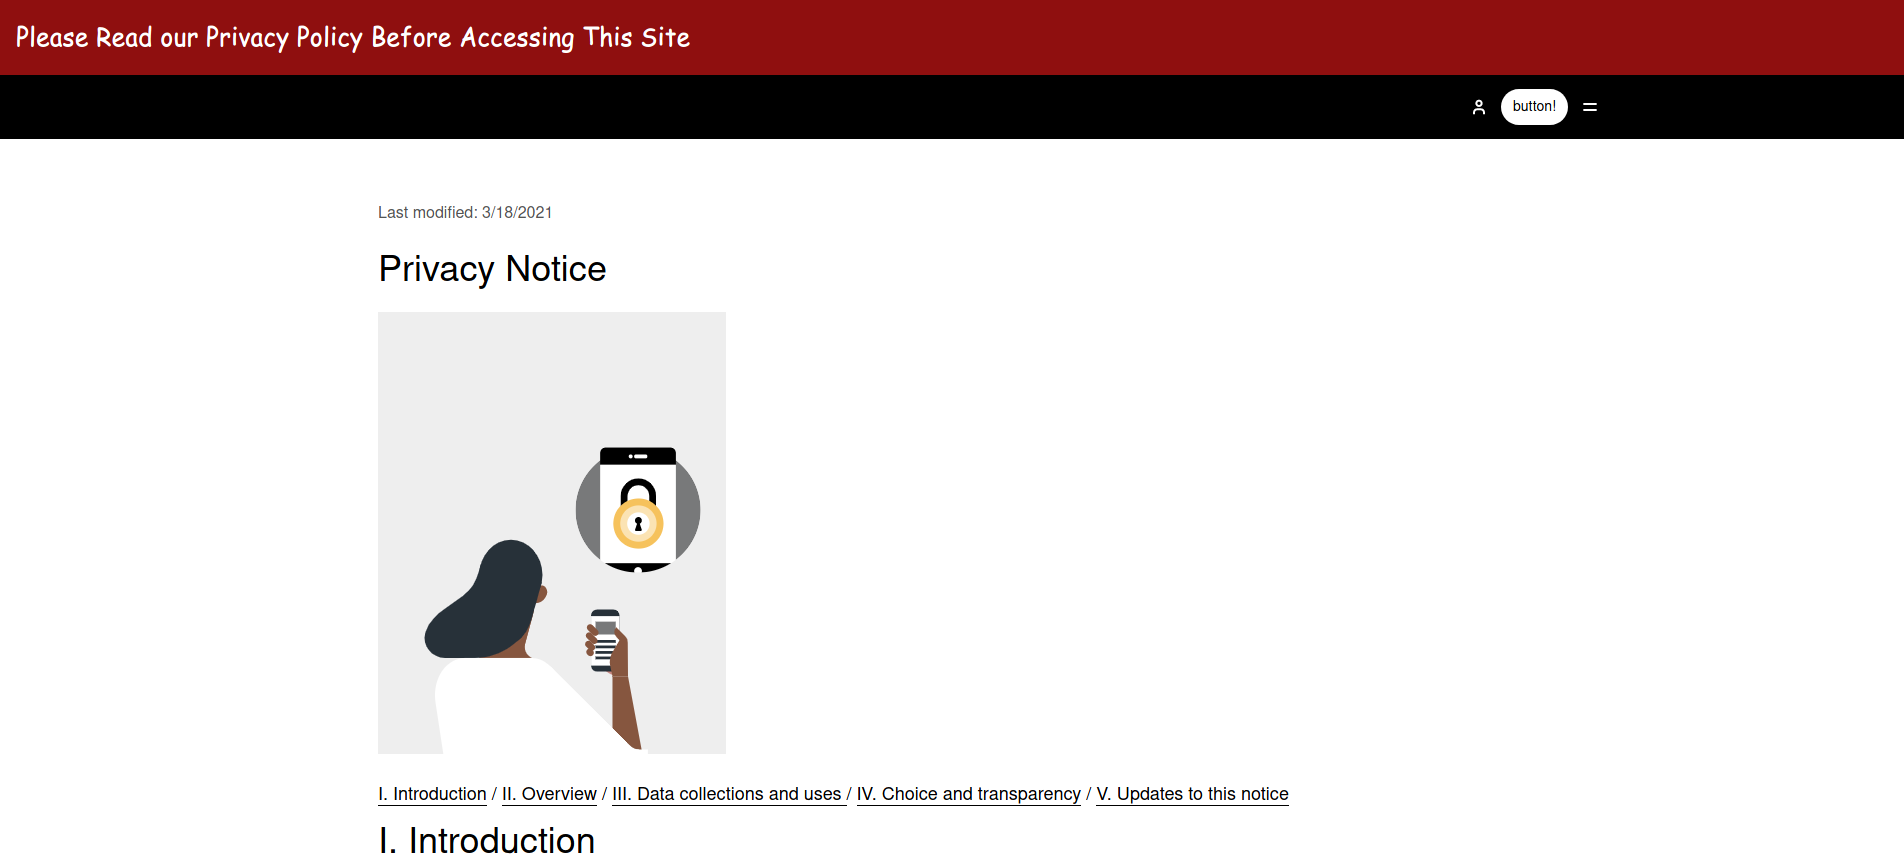 Please Read our Privacy Policy Before Accessing This Site
button!
Last modified: 3/18/2021
Privacy Notice
I. Introduction / II. Overview / III. Data collections and uses / IV. Choice and transparency / V. Updates to this notice
I. Introduction